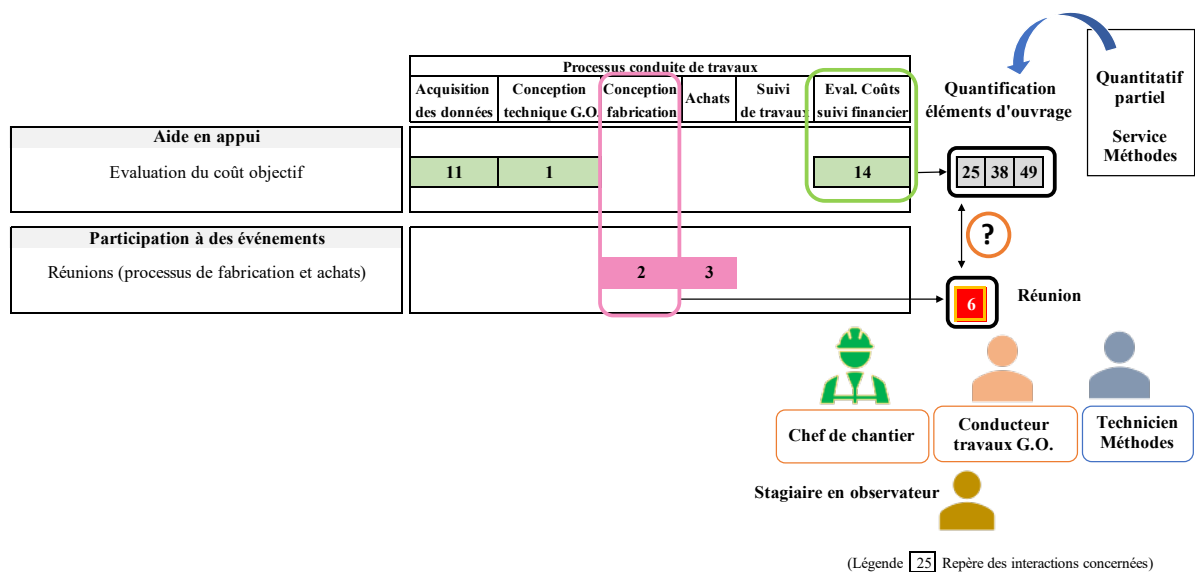 Processus conduite de travaux
Acquisition
des données
Conception
technique G.O.
Conception
fabrication
Achats
Suivi
de travaux
Eval. Coûts
suivi financier
Quantification
éléments d'ouvrage
Quantitatif
partiel
Service
Méthodes
Aide en appui
Evaluation du coût objectif
11
1
14
25 38 49
Participation à des événements
?
Réunions (processus de fabrication et achats)
2
3
6
Réunion
Chef de chantier
Conducteur
travaux G.O.
Technicien
Méthodes
Stagiaire en observateur
(Légende 25 Repère des interactions concernées)